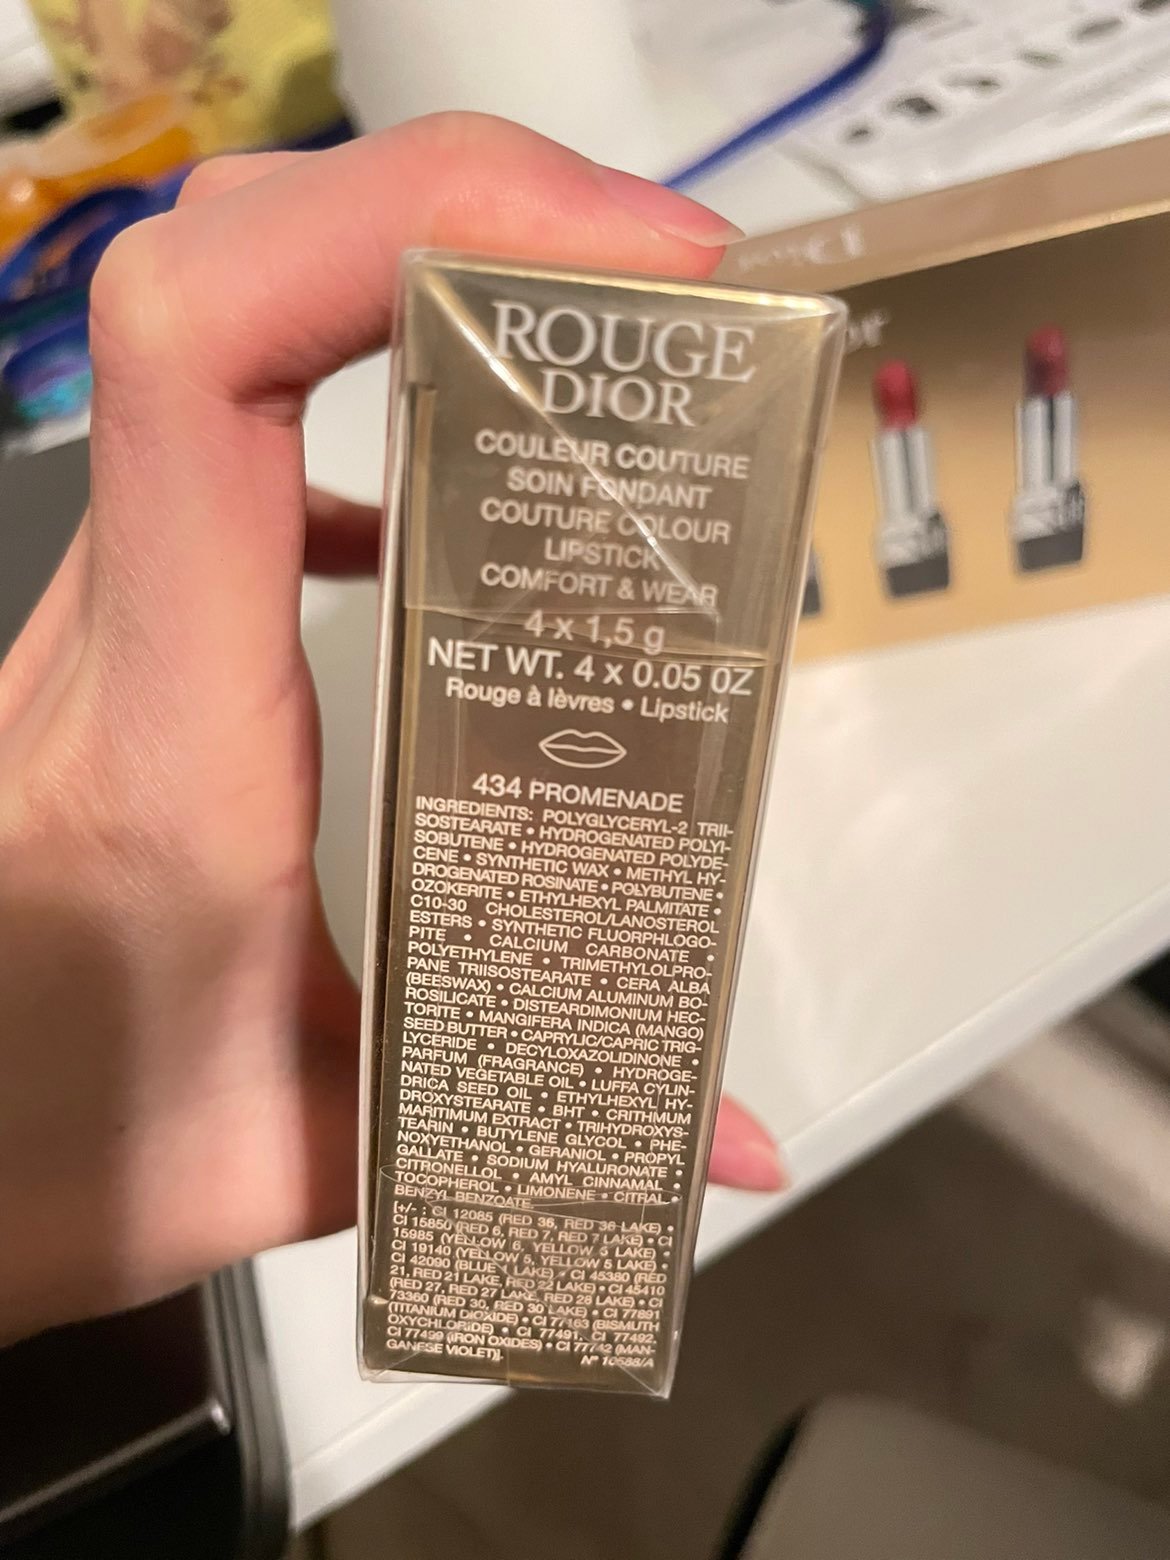 ROUGE
DIOR
COULEUR COUTURE
SOIN FONDANT
COUTURE COLOUR
LIPSTICK
COMFORT & WEAR
4 x 1,5 g
NET WT. 4 x 0.05 OZ
Rouge à lèvres • Lipstick
434 PROMENADE
INGREDIENTS: POLYGLYCERYL-2 TRII-
SOSTEARATE • HYDROGENATED POLYI-
SOBUTENE • HYDROGENATED POLYDE-
CENE • SYNTHETIC WAX • METHYL HY-
DROGENATED ROSINATE • POLYBUTENE •
OZOKERITE • ETHYLHEXYL PALMITATE •
C10-30 CHOLESTEROL/LANOSTEROL
ESTERS • SYNTHETIC FLUORPHLOGO-
PITE • CALCIUM CARBONATE •
POLYETHYLENE • TRIMETHYLOLPRO-
PANE TRIISOSTEARATE • CERA ALBA
(BEESWAX) • CALCIUM ALUMINUM BO-
ROSILICATE • DISTEARDIMONIUM HEC-
TORITE • MANGIFERA INDICA (MANGO)
SEED BUTTER • CAPRYLIC/CAPRIC TRIG-
LYCERIDE • DECYLOXAZOLIDINONE •
PARFUM (FRAGRANCE) • HYDROGE-
NATED VEGETABLE OIL • LUFFA CYLIN-
DRICA SEED OIL • ETHYLHEXYL HY-
DROXYSTEARATE • BHT • CRITHMUM
MARITIMUM EXTRACT • TRIHYDROXYS-
TEARIN • BUTYLENE GLYCOL • PHE-
NOXYETHANOL • GERANIOL • PROPYL
GALLATE • SODIUM HYALURONATE •
CITRONELLOL • AMYL CINNAMAL •
TOCOPHEROL • LIMONENE • CITRAL •
BENZYL BENZOATE.
[+/- : CI 12085 (RED 36, RED 36 LAKE) •
CI 15850 (RED 6, RED 7, RED 7 LAKE) • CI
15985 (YELLOW 6, YELLOW 6 LAKE) •
CI 19140 (YELLOW 5, YELLOW 5 LAKE) •
CI 42090 (BLUE 1 LAKE) • CI 45380 (RED
21, RED 21 LAKE, RED 22 LAKE) • CI 45410
(RED 27, RED 27 LAKE, RED 28 LAKE) • CI
73360 (RED 30, RED 30 LAKE) • CI 77891
(TITANIUM DIOXIDE) • CI 77163 (BISMUTH
OXYCHLORIDE) • CI 77491, CI 77492,
CI 77499 (IRON OXIDES) • CI 77742 (MAN-
GANESE VIOLET)].
N° 10588/A